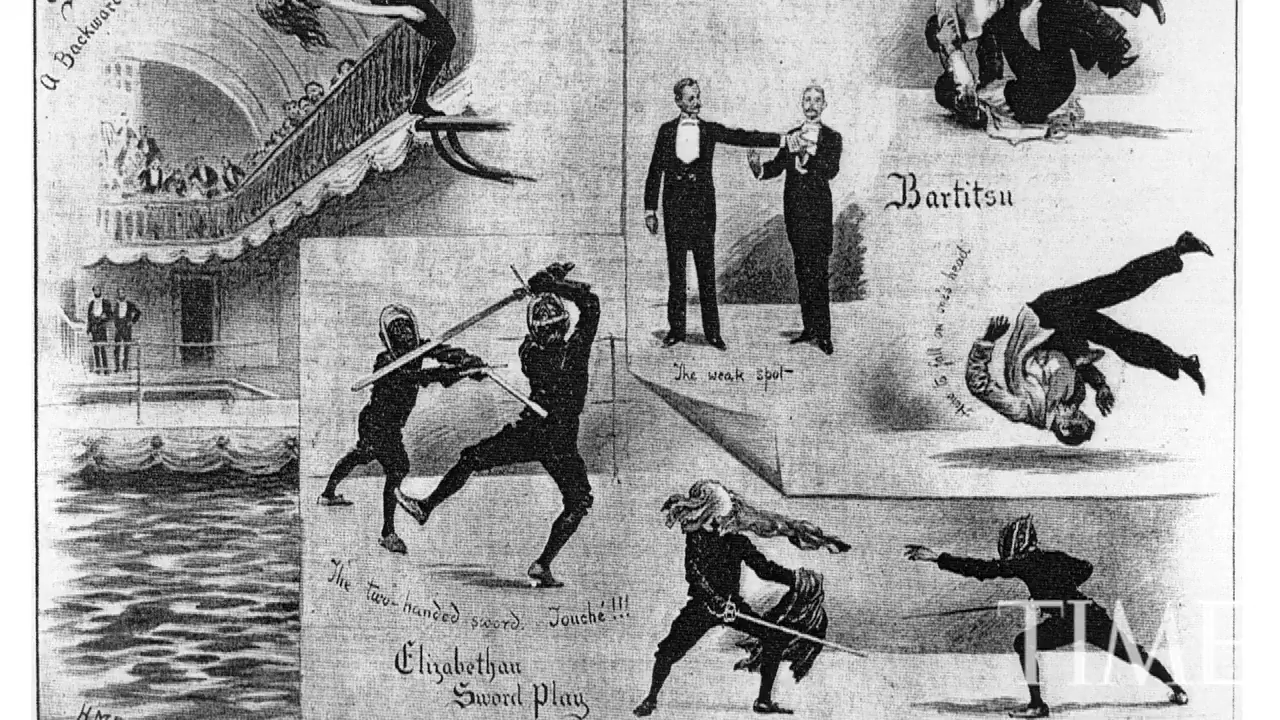 A Backward
Bartitsu
The weak spot
How to fall on one's head
The two-handed sword. Touché!!!
Elizabethan
Sword Play
TIME